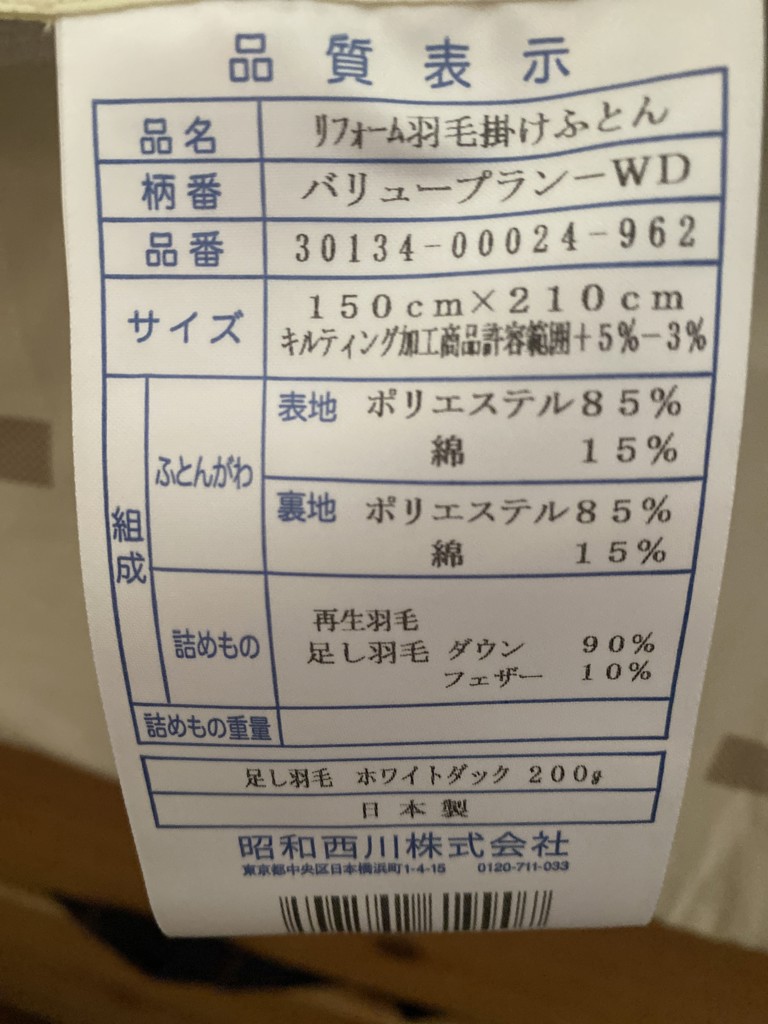 品質表示
品名 リフォーム羽毛掛けふとん
柄番 バリュープランーWD
品番 30134-00024-962
サイズ 150cm×210cm
キルティング加工商品許容範囲+5%-3%
組成
ふとんがわ
表地 ポリエステル85%
綿 15%
裏地 ポリエステル85%
綿 15%
詰めもの
再生羽毛
足し羽毛 ダウン 90%
フェザー 10%
詰めもの重量
足し羽毛 ホワイトダック 200g
日本製
昭和西川株式会社
東京都中央区日本橋浜町1-4-15 0120-711-033